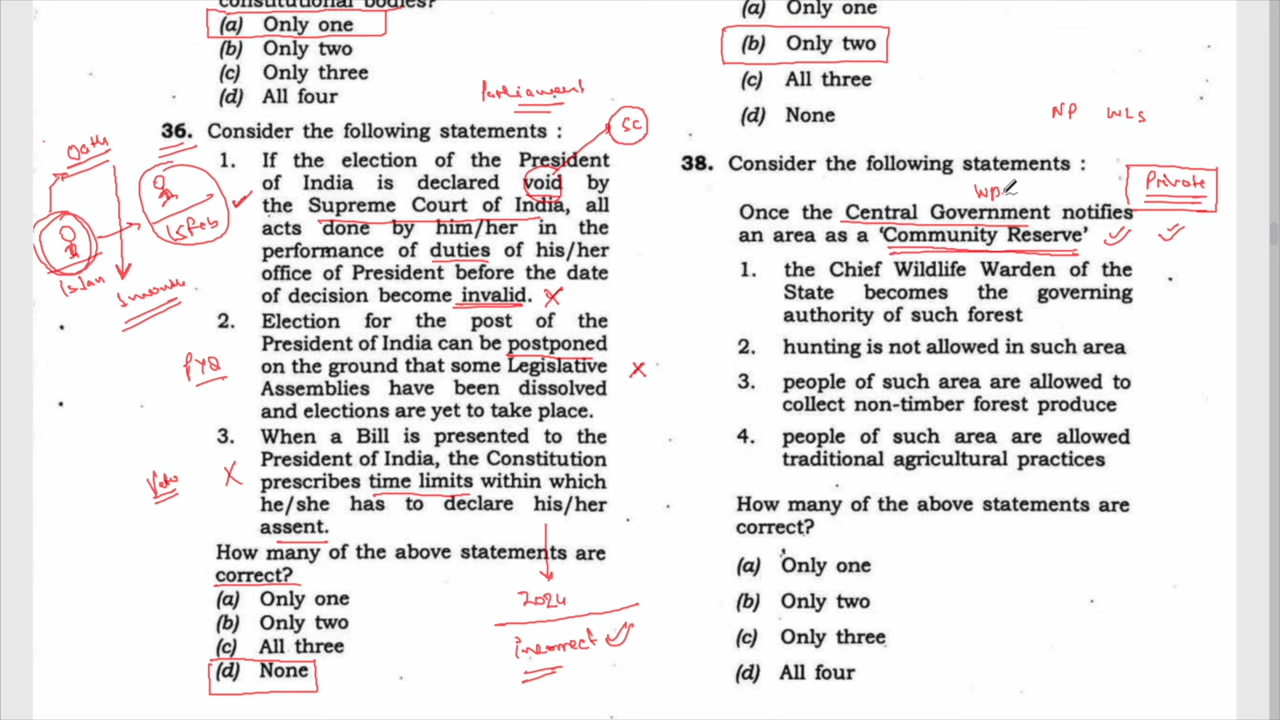 constitutional bodies?
(a) Only one
(b) Only two
(c) Only three
(d) All four
Parliament
SC
36. Consider the following statements :
1. If the election of the President
of India is declared void by
the Supreme Court of India, all
acts done by him/her in the
performance of duties of his/her
office of President before the date
of decision become invalid.
2. Election for the post of the
President of India can be postponed
on the ground that some Legislative
Assemblies have been dissolved
and elections are yet to take place.
3. When a Bill is presented to the
President of India, the Constitution
prescribes time limits within which
he/she has to declare his/her
assent.
How many of the above statements are
correct?
(a) Only one
(b) Only two
(c) All three
(d) None
Oath
15 Feb
15 Jan
PYQ
Veto
2024
incorrect
(a) Only one
(b) Only two
(c) All three
(d) None
NP WLS
38. Consider the following statements :
Private
WPA
Once the Central Government notifies
an area as a 'Community Reserve'
1. the Chief Wildlife Warden of the
State becomes the governing
authority of such forest
2. hunting is not allowed in such area
3. people of such area are allowed to
collect non-timber forest produce
4. people of such area are allowed
traditional agricultural practices
How many of the above statements are
correct?
(a) Only one
(b) Only two
(c) Only three
(d) All four